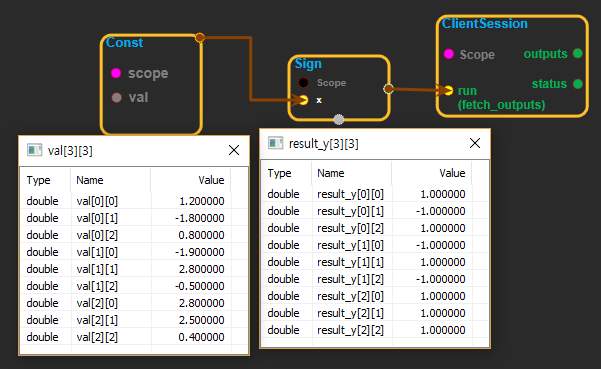 Const
scope
val
Sign
Scope
x
ClientSession
Scope
outputs
status
run
(fetch_outputs)
val[3][3]
Type Name Value
double val[0][0] 1.200000
double val[0][1] -1.800000
double val[0][2] 0.800000
double val[1][0] -1.900000
double val[1][1] 2.800000
double val[1][2] -0.500000
double val[2][0] 2.800000
double val[2][1] 2.500000
double val[2][2] 0.400000
result_y[3][3]
Type Name Value
double result_y[0][0] 1.000000
double result_y[0][1] -1.000000
double result_y[0][2] 1.000000
double result_y[1][0] -1.000000
double result_y[1][1] 1.000000
double result_y[1][2] -1.000000
double result_y[2][0] 1.000000
double result_y[2][1] 1.000000
double result_y[2][2] 1.000000